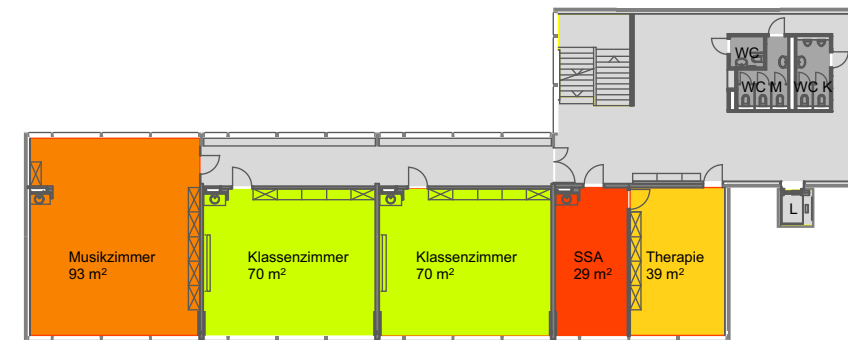 WC
WC M
WC K
L
Musikzimmer
93 m²
Klassenzimmer
70 m²
Klassenzimmer
70 m²
SSA
29 m²
Therapie
39 m²